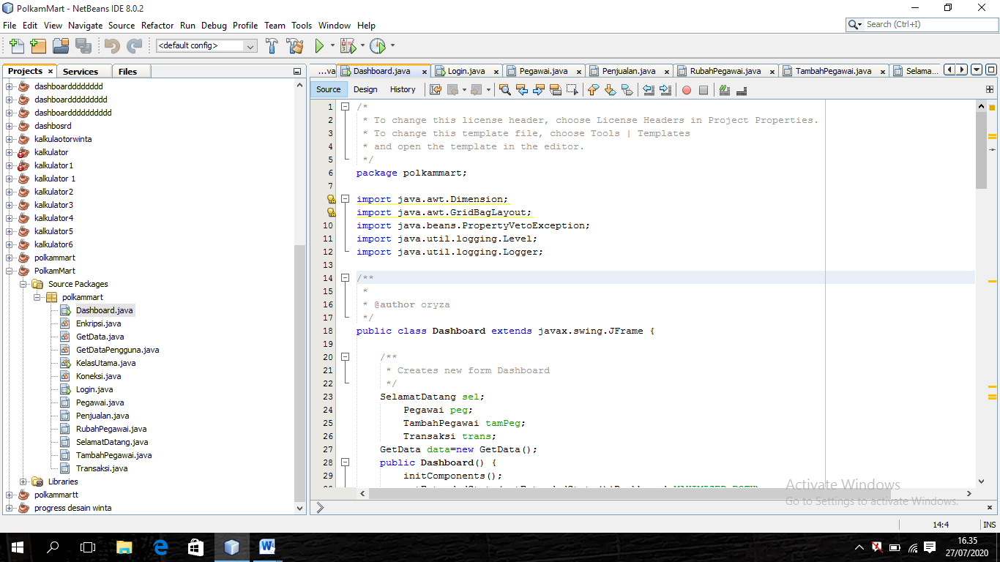 PolkamMart - NetBeans IDE 8.0.2
File Edit View Navigate Source Refactor Run Debug Profile Team Tools Window Help
Search (Ctrl+I)
<default config>
Projects × Services Files
dashboarddddddddd
dashboardddddddddd
dashboarddddddddddd
dashbosrd
kalkulaotorwinta
kalkulator
kalkulator1
kalkulator 1
kalkulator2
kalkulator3
kalkulator4
kalkulator5
kalkulator6
polkammart
PolkamMart
Source Packages
polkammart
Dashboard.java
Enkripsi.java
GetData.java
GetDataPengguna.java
KelasUtama.java
Koneksi.java
Login.java
Pegawai.java
Penjualan.java
RubahPegawai.java
SelamatDatang.java
TambahPegawai.java
Transaksi.java
Libraries
polkammartt
progress desain winta
...va Dashboard.java × Login.java × Pegawai.java × Penjualan.java × RubahPegawai.java × TambahPegawai.java × Selama...
Source Design History
1 /*
2 * To change this license header, choose License Headers in Project Properties.
3 * To change this template file, choose Tools | Templates
4 * and open the template in the editor.
5 */
6 package polkammart;
7
import java.awt.Dimension;
import java.awt.GridBagLayout;
10 import java.beans.PropertyVetoException;
11 import java.util.logging.Level;
12 import java.util.logging.Logger;
13
14 /**
15 *
16 * @author oryza
17 */
18 public class Dashboard extends javax.swing.JFrame {
19
20 /**
21 * Creates new form Dashboard
22 */
23 SelamatDatang sel;
24 Pegawai peg;
25 TambahPegawai tamPeg;
26 Transaksi trans;
27 GetData data=new GetData();
28 public Dashboard() {
29 initComponents();
Activate Windows
Go to Settings to activate Windows.
14:4 INS
16.35
27/07/2020